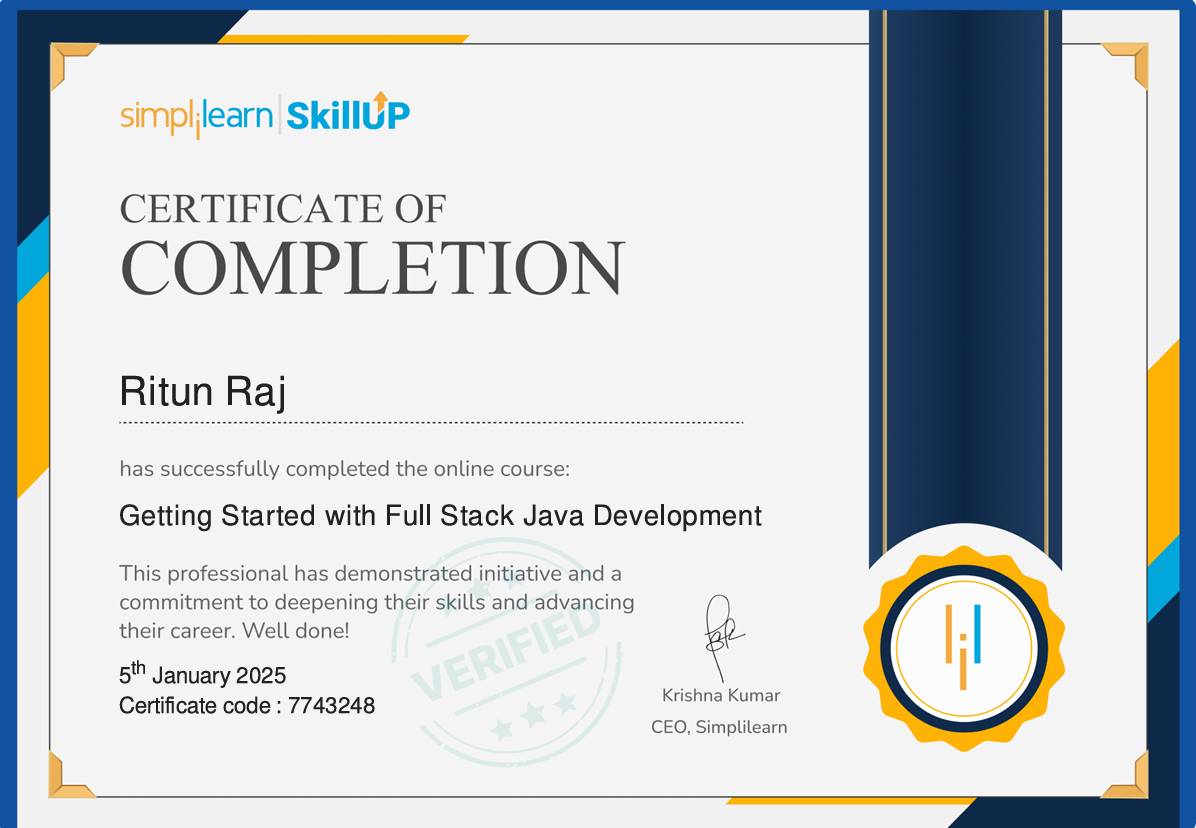 simplilearn | SkillUP
CERTIFICATE OF
COMPLETION
Ritun Raj
has successfully completed the online course:
Getting Started with Full Stack Java Development
This professional has demonstrated initiative and a
commitment to deepening their skills and advancing
their career. Well done!
VERIFIED
5th January 2025
Certificate code : 7743248
Krishna Kumar
CEO, Simplilearn